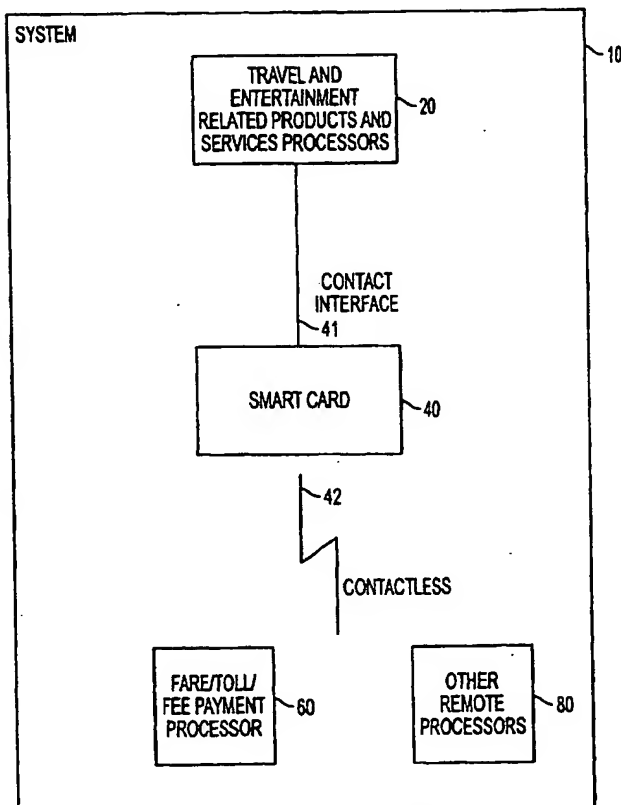 SYSTEM
10
TRAVEL AND
ENTERTAINMENT
RELATED PRODUCTS AND
SERVICES PROCESSORS
20
CONTACT
INTERFACE
41
SMART CARD
40
42
CONTACTLESS
FARE/TOLL/
FEE PAYMENT
PROCESSOR
60
OTHER
REMOTE
PROCESSORS
80